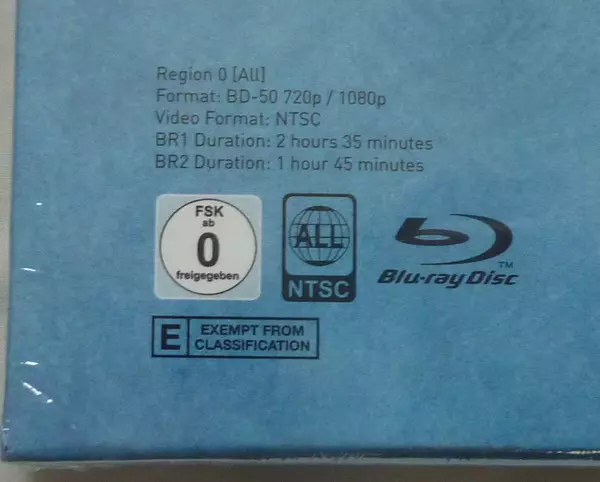 Region 0 [All]
Format: BD-50 720p / 1080p
Video Format: NTSC
BR1 Duration: 2 hours 35 minutes
BR2 Duration: 1 hour 45 minutes
FSK
ab
0
freigegeben
ALL
NTSC
Blu-ray Disc
TM
E
EXEMPT FROM
CLASSIFICATION